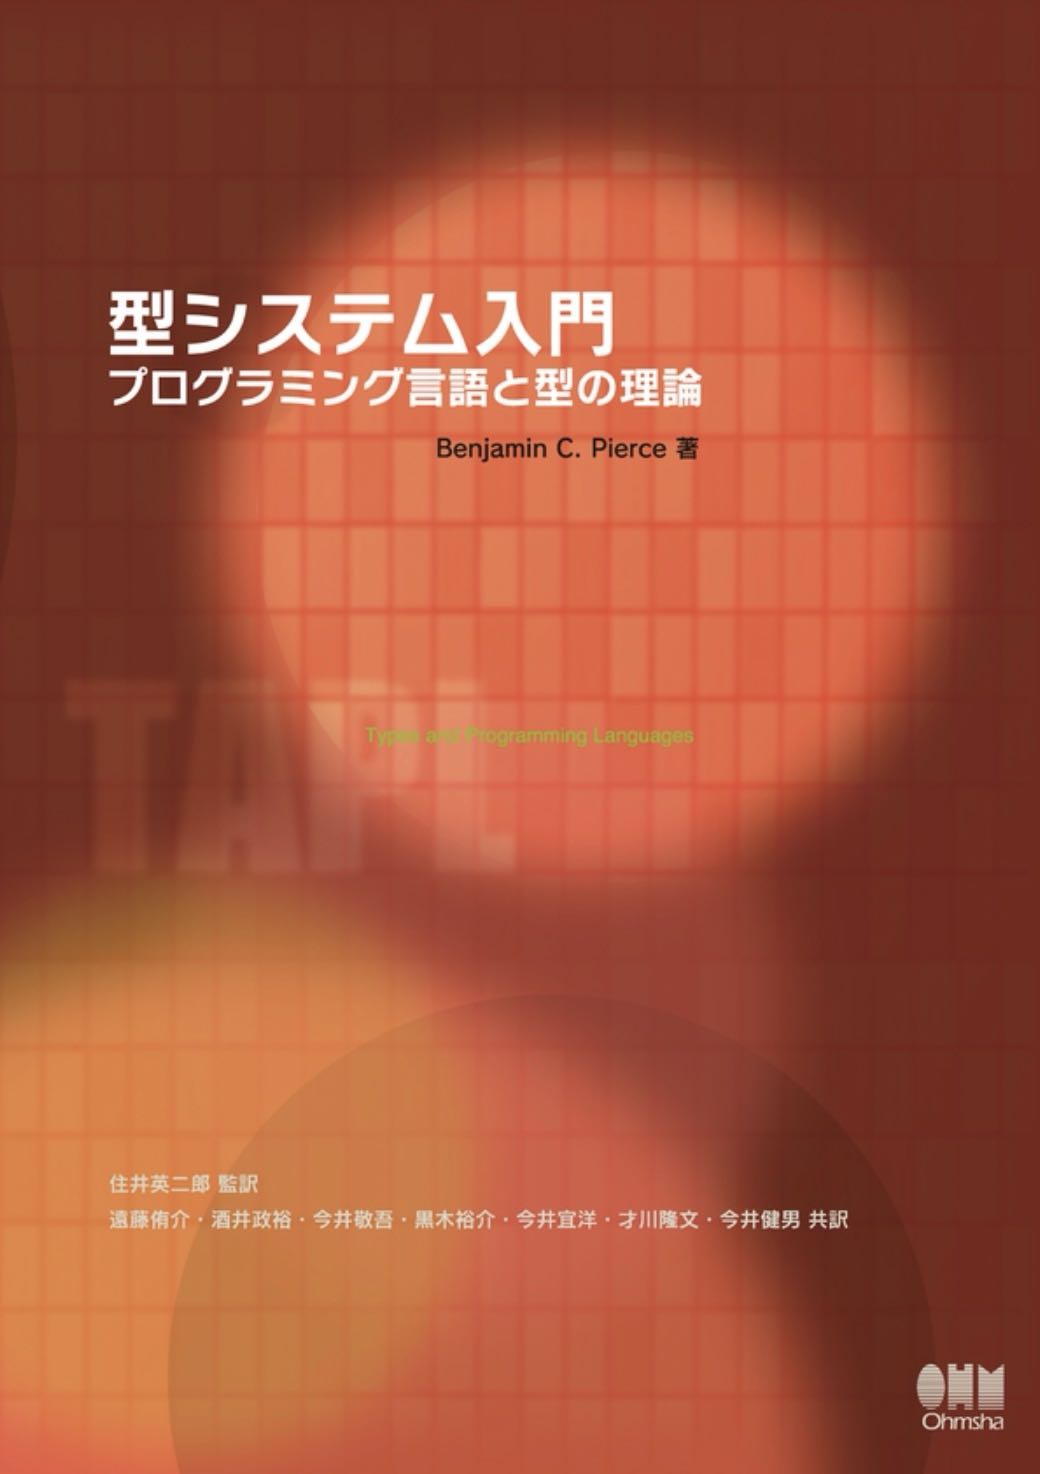 型システム入門
プログラミング言語と型の理論
Benjamin C. Pierce 著
TAPL
Types and Programming Languages
住井英二郎 監訳
遠藤侑介・酒井政裕・今井敬吾・黒木裕介・今井宜洋・才川隆文・今井健男 共訳
OHM
Ohmsha